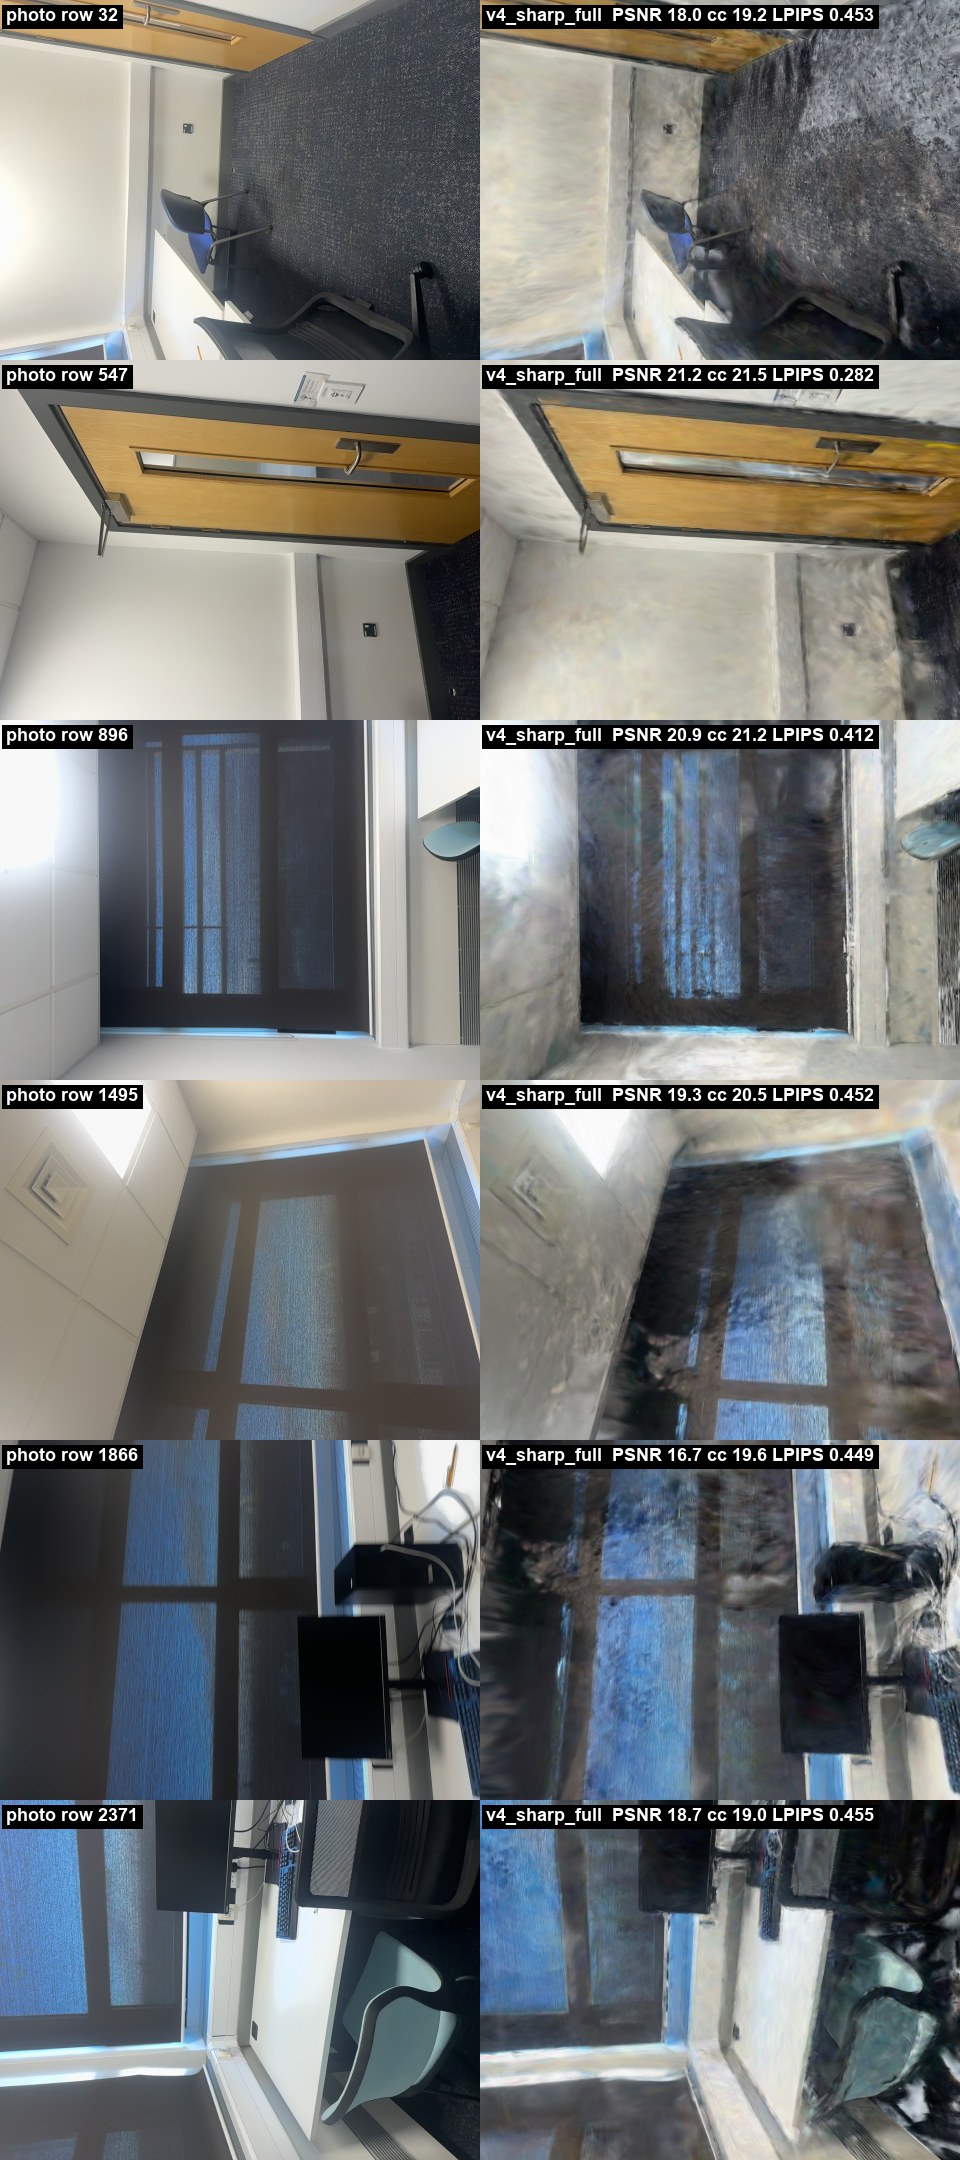 photo row 32
v4_sharp_full PSNR 18.0 cc 19.2 LPIPS 0.453
photo row 547
v4_sharp_full PSNR 21.2 cc 21.5 LPIPS 0.282
photo row 896
v4_sharp_full PSNR 20.9 cc 21.2 LPIPS 0.412
photo row 1495
v4_sharp_full PSNR 19.3 cc 20.5 LPIPS 0.452
photo row 1866
v4_sharp_full PSNR 16.7 cc 19.6 LPIPS 0.449
photo row 2371
v4_sharp_full PSNR 18.7 cc 19.0 LPIPS 0.455